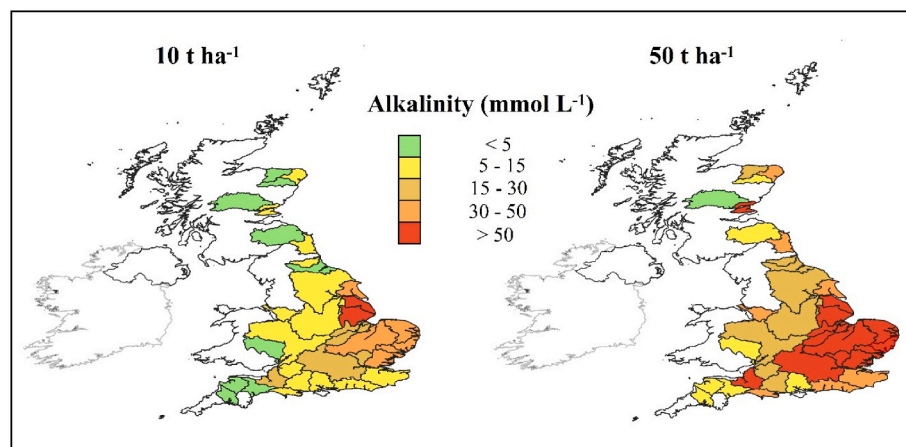 10 t ha⁻¹
50 t ha⁻¹
Alkalinity (mmol L⁻¹)
< 5
5 - 15
15 - 30
30 - 50
> 50